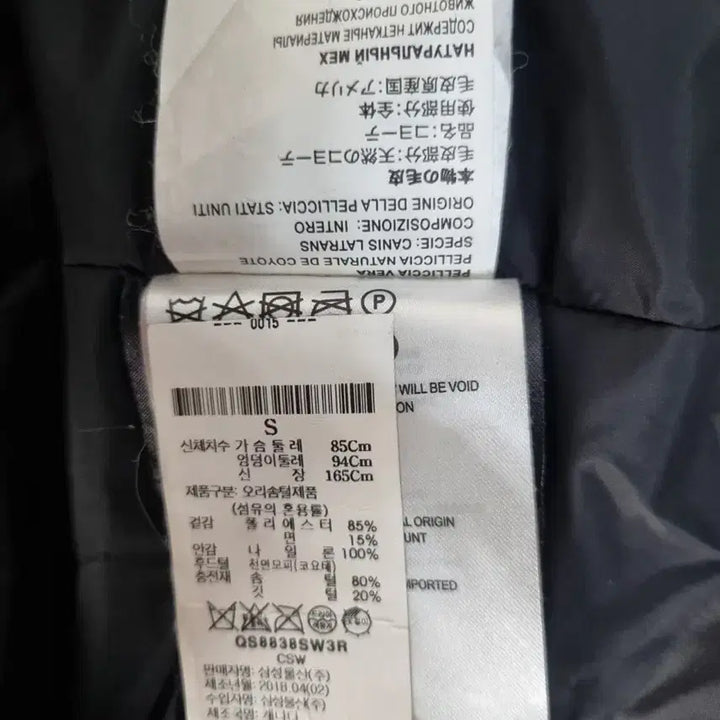 PELLICCIA VERA
PELLICCIA NATURALE DE COYOTE
SPECIE: CANIS LATRANS
COMPOSIZIONE: INTERO
ORIGINE DELLA PELLICCIA: STATI UNITI
本物の毛皮
毛皮部分:天然のコヨーテ
品名:コヨーテ
使用部分:全体
毛皮原産国:アメリカ
НАТУРАЛЬНЫЙ МЕХ
СОДЕРЖИТ НЕТКАНЫЕ МАТЕРИАЛЫ
ЖИВОТНОГО ПРОИСХОЖДЕНИЯ
P
--- 0015 ---
WILL BE VOID
ON
S
신체치수 가 슴 둘 레 85Cm
엉덩이둘레 94Cm
신 장 165Cm
제품구분: 오리솜털제품
(섬유의 혼용률)
겉감 폴 리 에 스 터 85%
면 15%
안감 나 일 론 100%
후드털 천연모피(코요테)
충전재 솜 털 80%
깃 털 20%
L ORIGIN
UNT
IMPORTED
QS8838SW3R
CSW
판매자명: 삼성물산(주)
제조년월: 2018.04(02)
수입자명: 삼성물산(주)
제조국명: 캐나다